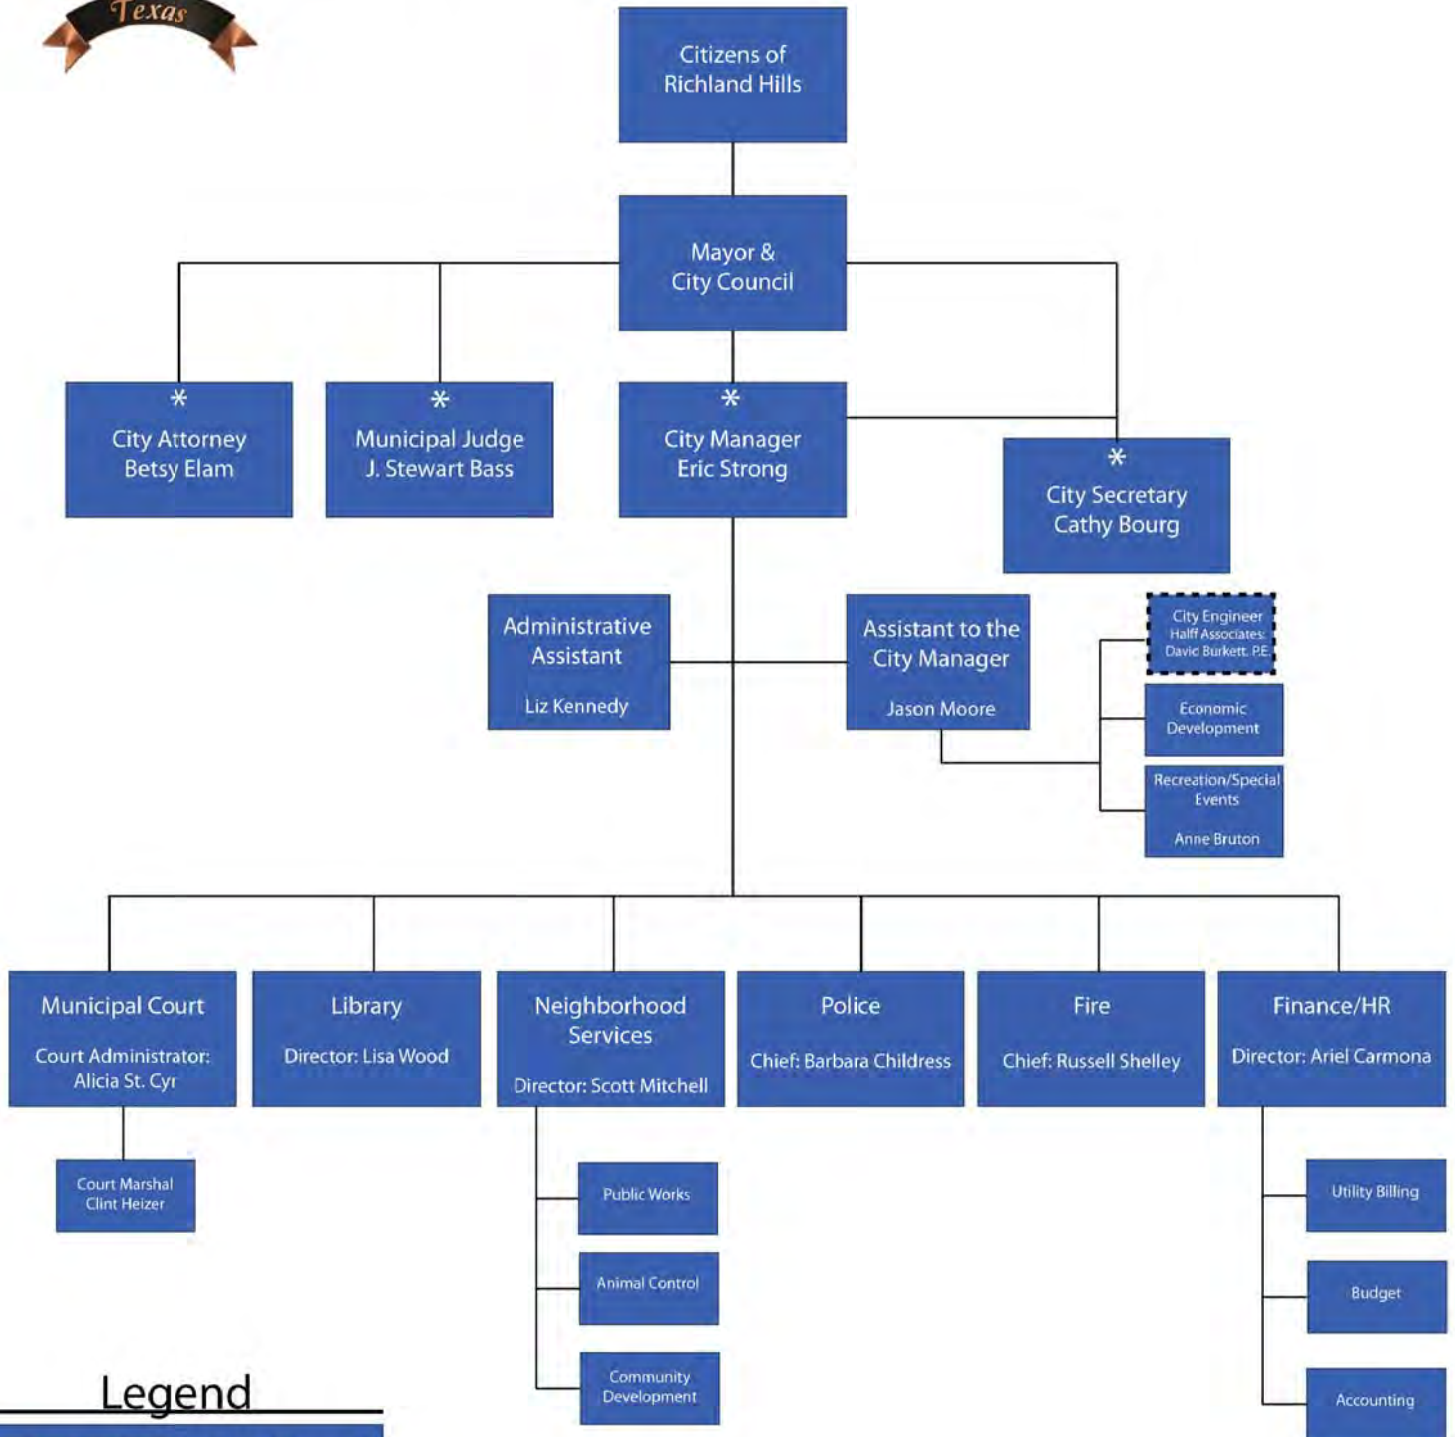 Texas
Citizens of
Richland Hills
Mayor &
City Council
*
City Attorney
Betsy Elam
*
Municipal Judge
J. Stewart Bass
*
City Manager
Eric Strong
*
City Secretary
Cathy Bourg
Administrative
Assistant
Liz Kennedy
Assistant to the
City Manager
Jason Moore
City Engineer
Halff Associates:
David Burkett, P.E.
Economic
Development
Recreation/Special
Events
Anne Bruton
Municipal Court
Court Administrator:
Alicia St. Cyr
Library
Director: Lisa Wood
Neighborhood
Services
Director: Scott Mitchell
Police
Chief: Barbara Childress
Fire
Chief: Russell Shelley
Finance/HR
Director: Ariel Carmona
Court Marshal
Clint Heizer
Public Works
Animal Control
Community
Development
Utility Billing
Budget
Accounting
Legend